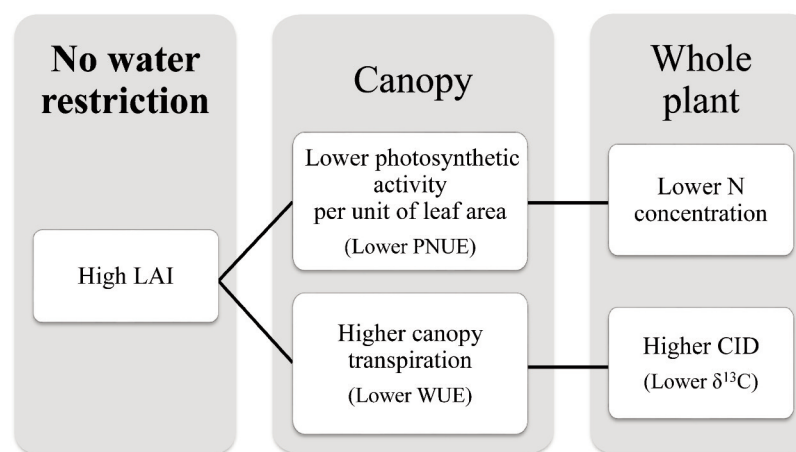 No water
restriction
High LAI
Canopy
Lower photosynthetic
activity
per unit of leaf area
(Lower PNUE)
Higher canopy
transpiration
(Lower WUE)
Whole
plant
Lower N
concentration
Higher CID
(Lower δ¹³C)